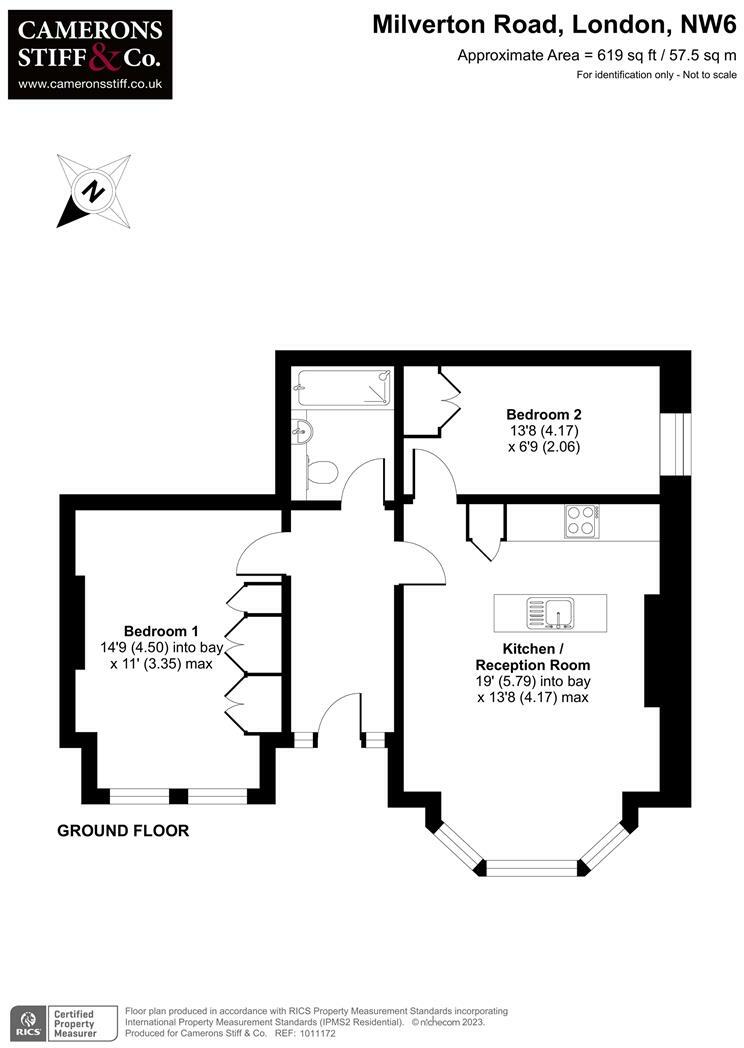 CAMERONS
STIFF & Co.
www.cameronsstiff.co.uk
Milverton Road, London, NW6
Approximate Area = 619 sq ft / 57.5 sq m
For identification only - Not to scale
N
Bedroom 2
13'8 (4.17)
x 6'9 (2.06)
Bedroom 1
14'9 (4.50) into bay
x 11' (3.35) max
Kitchen /
Reception Room
19' (5.79) into bay
x 13'8 (4.17) max
GROUND FLOOR
RICS
Certified
Property
Measurer
Floor plan produced in accordance with RICS Property Measurement Standards incorporating
International Property Measurement Standards (IPMS2 Residential). © nichecom 2023.
Produced for Camerons Stiff & Co. REF: 1011172